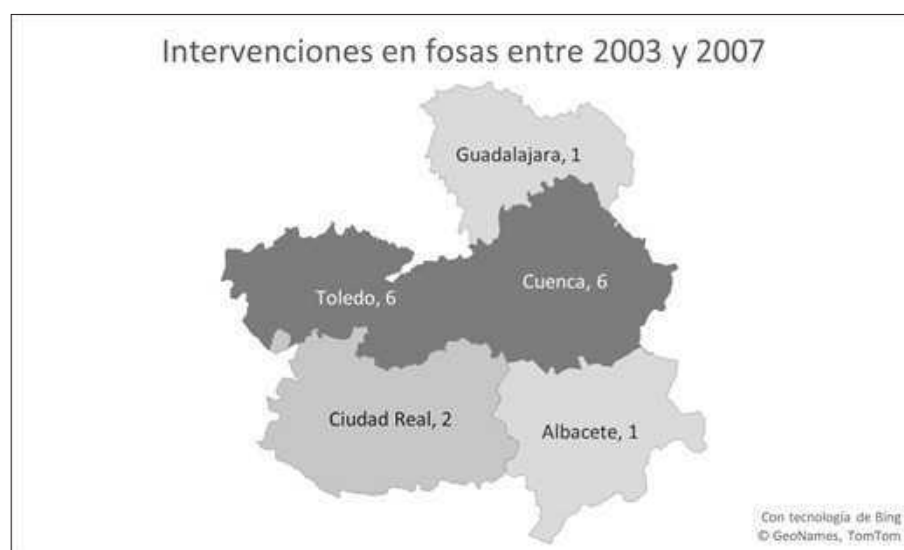 Intervenciones en fosas entre 2003 y 2007
Guadalajara, 1
Toledo, 6
Cuenca, 6
Ciudad Real, 2
Albacete, 1
Con tecnología de Bing
© GeoNames, TomTom